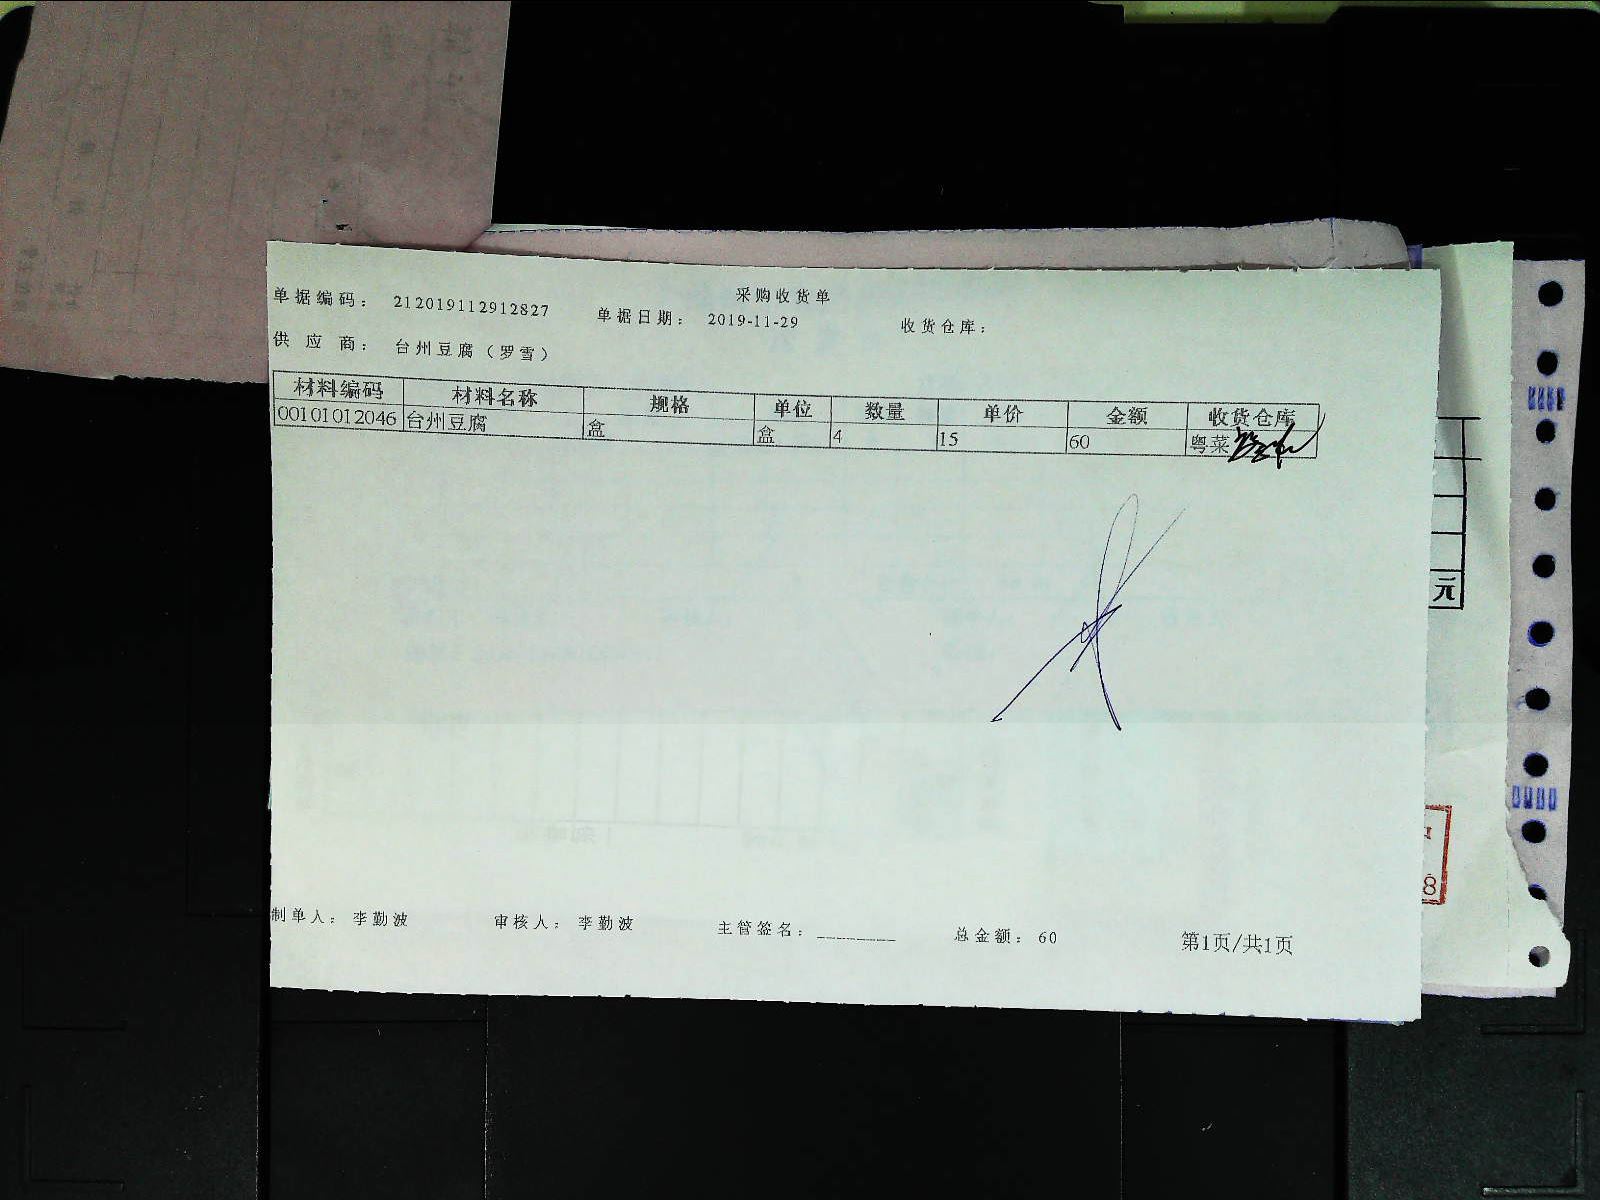 采购收货单
单据编码： 212019112912827 单据日期： 2019-11-29 收货仓库：
供 应 商： 台州豆腐（罗雪）
材料编码 材料名称 规格 单位 数量 单价 金额 收货仓库
00101012046 台州豆腐 盒 盒 4 15 60 粤菜
制单人： 李勤波 审核人： 李勤波 主管签名： ________ 总金额： 60 第1页/共1页
元
8